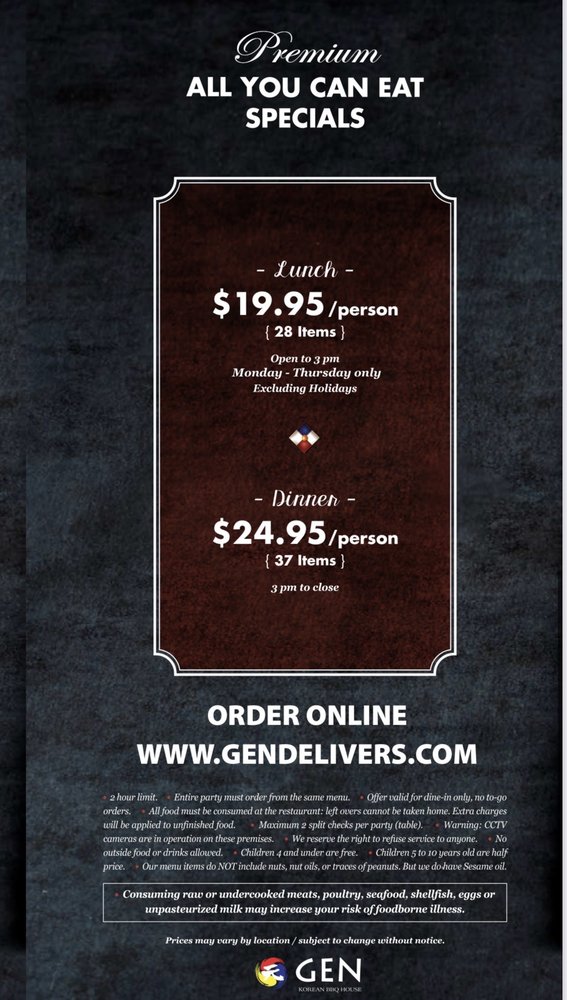 Premium
ALL YOU CAN EAT
SPECIALS
- Lunch -
$19.95/person
{ 28 Items }
Open to 3 pm
Monday - Thursday only
Excluding Holidays
- Dinner -
$24.95/person
{ 37 Items }
3 pm to close
ORDER ONLINE
WWW.GENDELIVERS.COM
• 2 hour limit. • Entire party must order from the same menu. • Offer valid for dine-in only, no to-go
orders. • All food must be consumed at the restaurant: left overs cannot be taken home. Extra charges
will be applied to unfinished food. • Maximum 2 split checks per party (table). • Warning: CCTV
cameras are in operation on these premises. • We reserve the right to refuse service to anyone. • No
outside food or drinks allowed. • Children 4 and under are free. • Children 5 to 10 years old are half
price. • Our menu items do NOT include nuts, nut oils, or traces of peanuts. But we do have Sesame oil.
• Consuming raw or undercooked meats, poultry, seafood, shellfish, eggs or
unpasteurized milk may increase your risk of foodborne illness.
Prices may vary by location / subject to change without notice.
GEN
KOREAN BBQ HOUSE